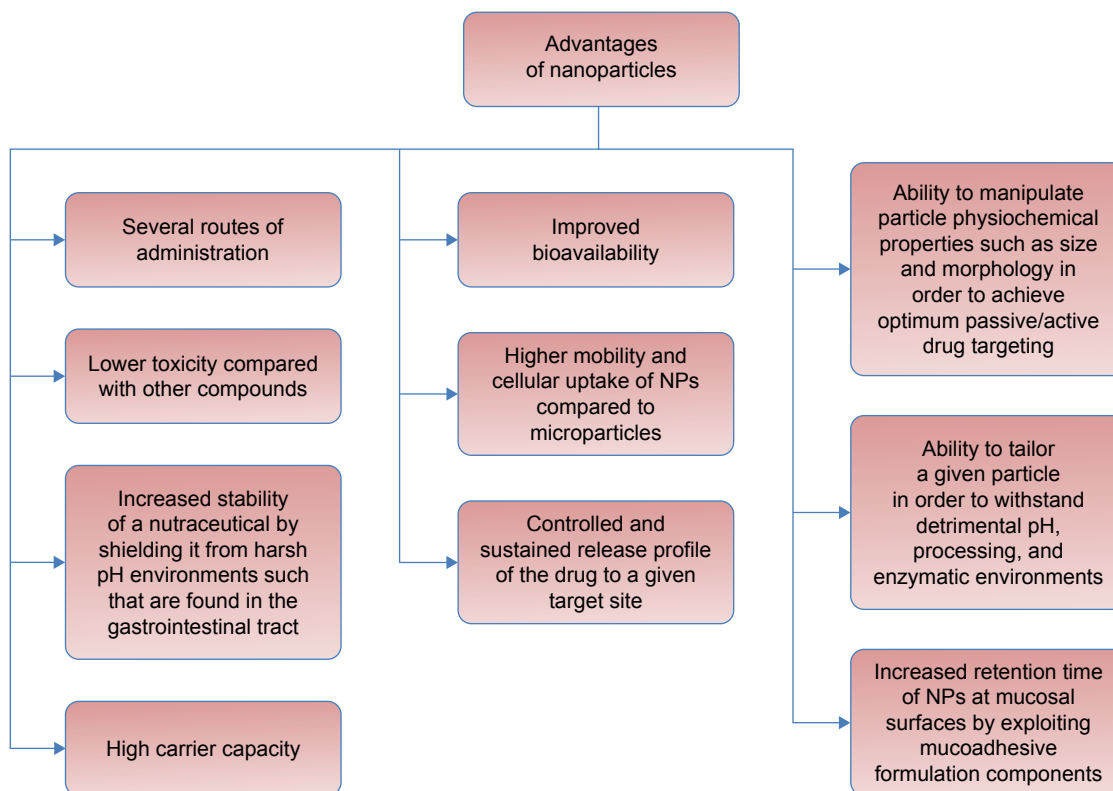 Advantages
of nanoparticles
Several routes of
administration
Lower toxicity compared
with other compounds
Increased stability
of a nutraceutical by
shielding it from harsh
pH environments such
that are found in the
gastrointestinal tract
High carrier capacity
Improved
bioavailability
Higher mobility and
cellular uptake of NPs
compared to
microparticles
Controlled and
sustained release profile
of the drug to a given
target site
Ability to manipulate
particle physiochemical
properties such as size
and morphology in
order to achieve
optimum passive/active
drug targeting
Ability to tailor
a given particle
in order to withstand
detrimental pH,
processing, and
enzymatic environments
Increased retention time
of NPs at mucosal
surfaces by exploiting
mucoadhesive
formulation components